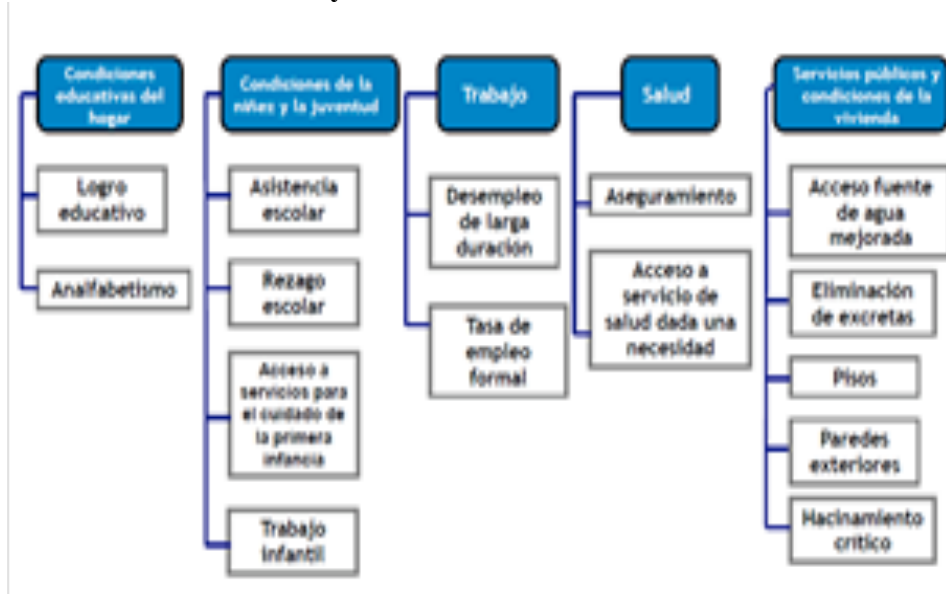 Condiciones
educativas del
hogar
Logro
educativo
Analfabetismo
Condiciones de la
niñez y la juventud
Asistencia
escolar
Rezago
escolar
Acceso a
servicios para
el cuidado de
la primera
infancia
Trabajo
infantil
Trabajo
Desempleo
de larga
duración
Tasa de
empleo
formal
Salud
Aseguramiento
Acceso a
servicio de
salud dada una
necesidad
Servicios públicos y
condiciones de la
vivienda
Acceso fuente
de agua
mejorada
Eliminación
de excretas
Pisos
Paredes
exteriores
Hacinamiento
crítico